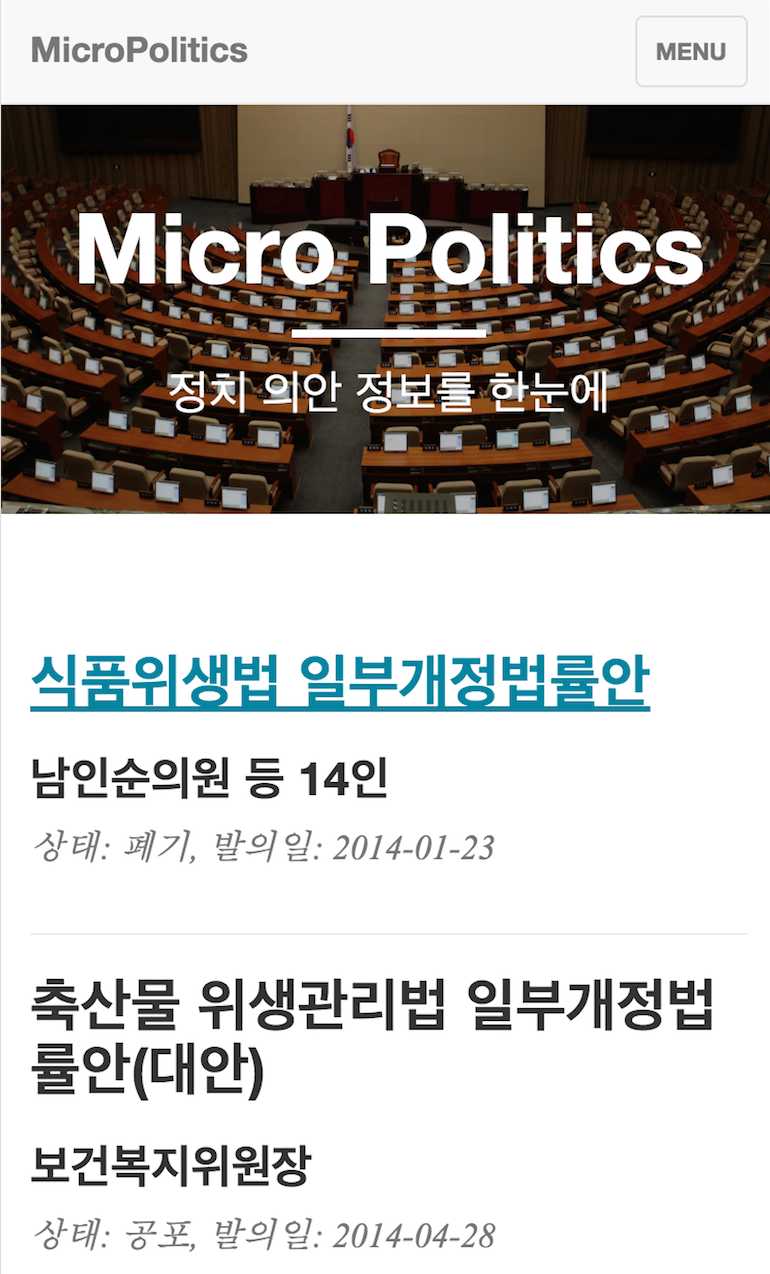 MicroPolitics
MENU
Micro Politics
정치 의안 정보를 한눈에
식품위생법 일부개정법률안
남인순의원 등 14인
상태: 폐기, 발의일: 2014-01-23
축산물 위생관리법 일부개정법
률안(대안)
보건복지위원장
상태: 공포, 발의일: 2014-04-28